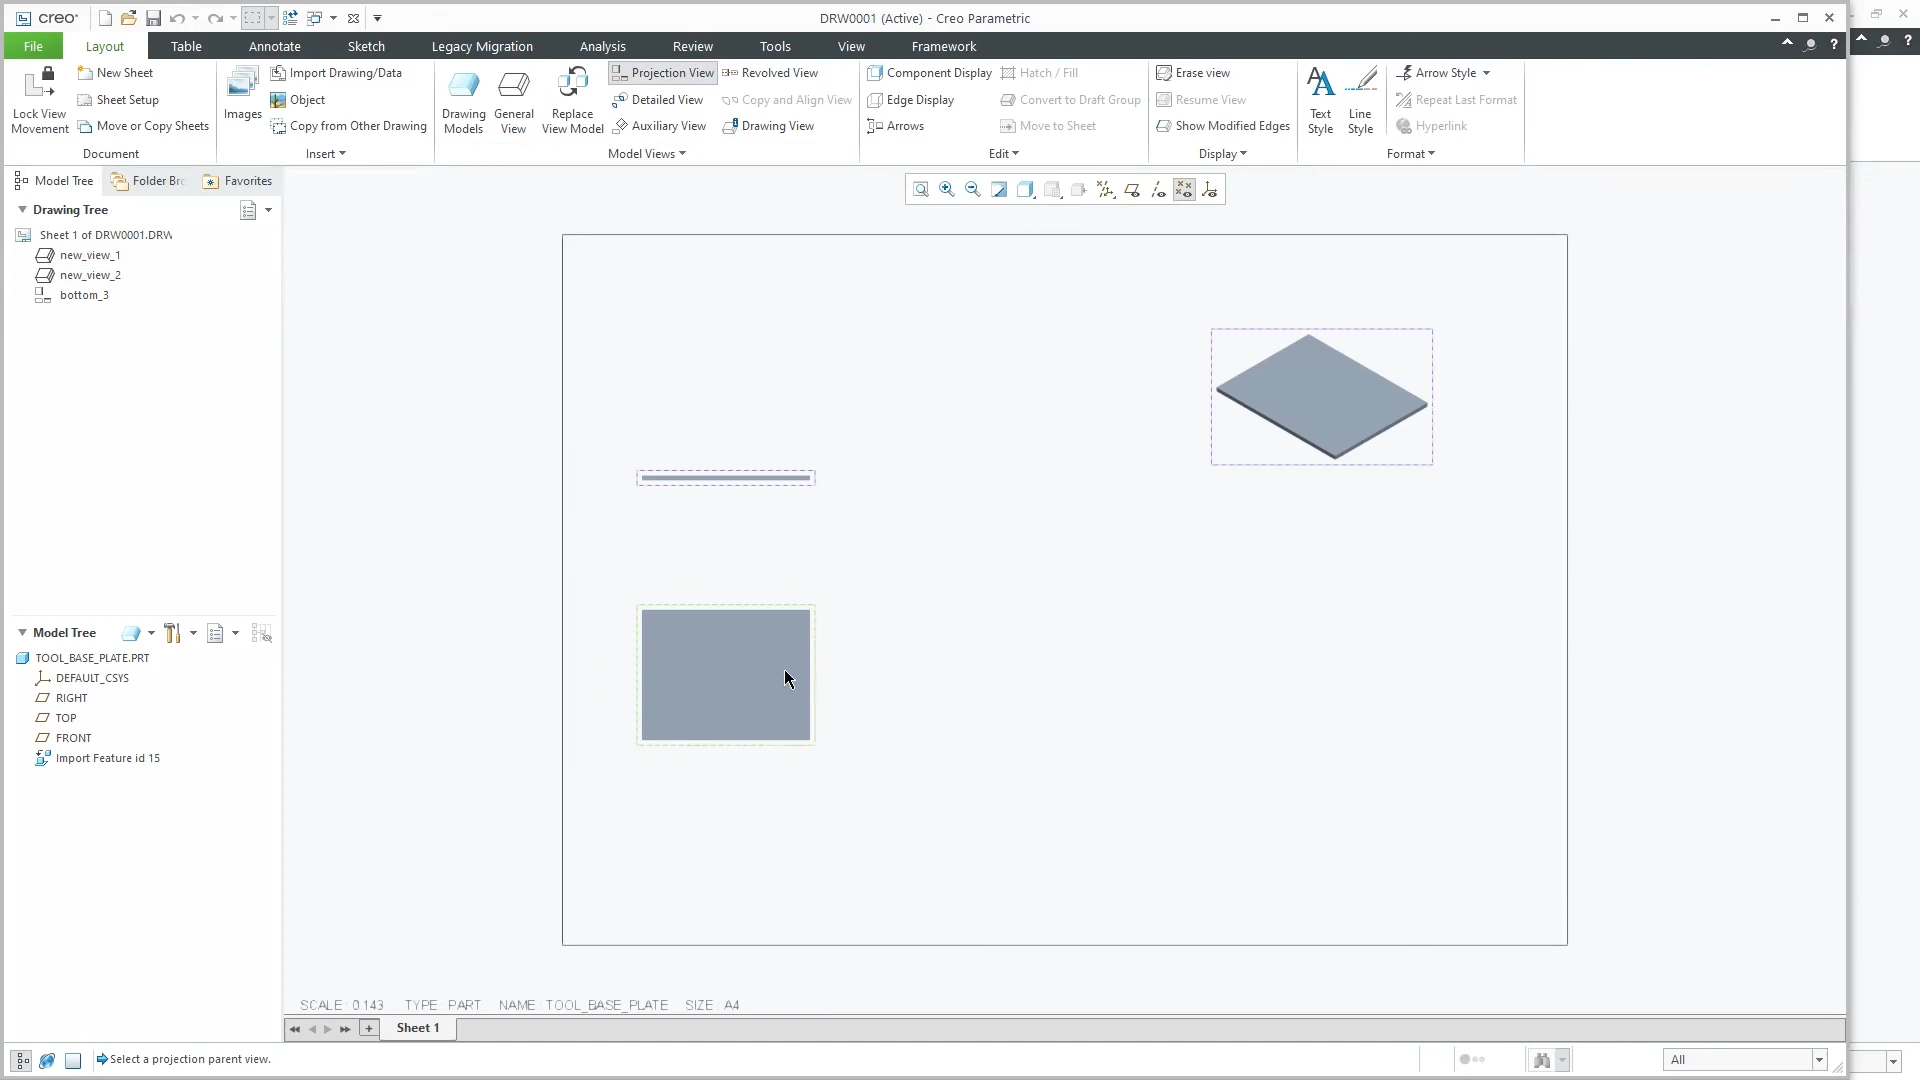 creo°
DRW0001 (Active) - Creo Parametric
File
Layout
Table
Annotate
Sketch
Legacy Migration
Analysis
Review
Tools
View
Framework
Lock View
Movement
New Sheet
Sheet Setup
Move or Copy Sheets
Document
Images
Import Drawing/Data
Object
Copy from Other Drawing
Insert
Drawing
Models
General
View
Replace
View Model
Projection View
Detailed View
Auxiliary View
Revolved View
Copy and Align View
Drawing View
Model Views
Component Display
Edge Display
Arrows
Hatch / Fill
Convert to Draft Group
Move to Sheet
Edit
Erase view
Resume View
Show Modified Edges
Display
Text
Style
Line
Style
Arrow Style
Repeat Last Format
Hyperlink
Format
Model Tree
Folder Brc
Favorites
Drawing Tree
Sheet 1 of DRW0001.DRW
new_view_1
new_view_2
bottom_3
Model Tree
TOOL_BASE_PLATE.PRT
DEFAULT_CSYS
RIGHT
TOP
FRONT
Import Feature id 15
SCALE : 0.143 TYPE : PART NAME : TOOL_BASE_PLATE SIZE : A4
Sheet 1
Select a projection parent view.
All